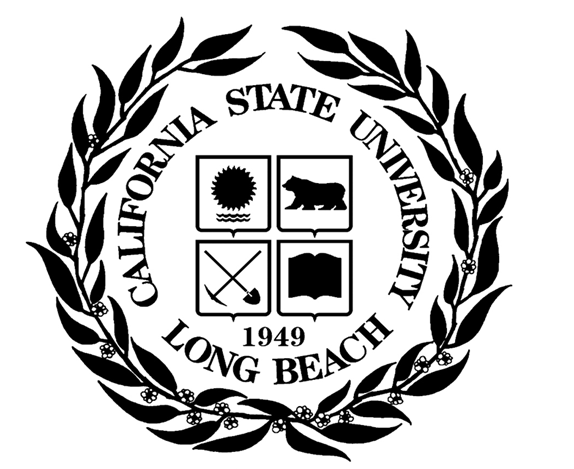 CALIFORNIA STATE UNIVERSITY
1949
LONG BEACH